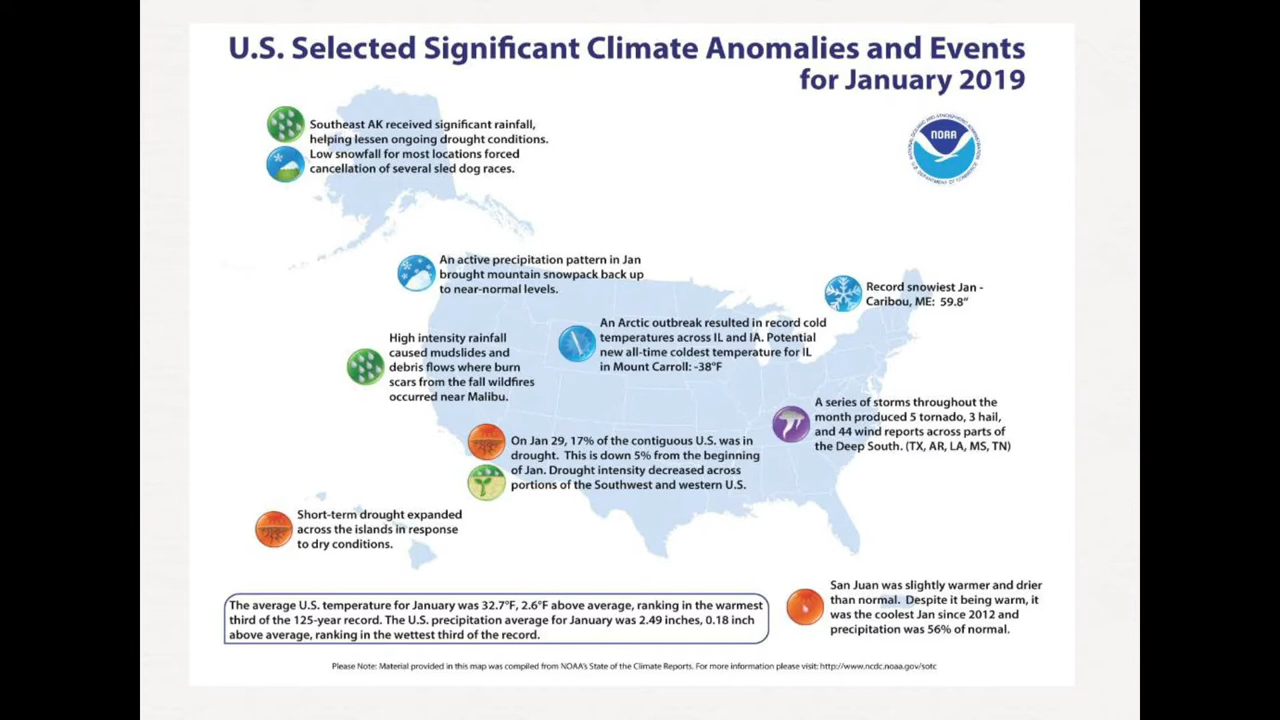 U.S. Selected Significant Climate Anomalies and Events
for January 2019
NOAA
Southeast AK received significant rainfall,
helping lessen ongoing drought conditions.
Low snowfall for most locations forced
cancellation of several sled dog races.
An active precipitation pattern in Jan
brought mountain snowpack back up
to near-normal levels.
Record snowiest Jan -
Caribou, ME: 59.8"
An Arctic outbreak resulted in record cold
temperatures across IL and IA. Potential
new all-time coldest temperature for IL
in Mount Carroll: -38°F
High intensity rainfall
caused mudslides and
debris flows where burn
scars from the fall wildfires
occurred near Malibu.
A series of storms throughout the
month produced 5 tornado, 3 hail,
and 44 wind reports across parts of
the Deep South. (TX, AR, LA, MS, TN)
On Jan 29, 17% of the contiguous U.S. was in
drought. This is down 5% from the beginning
of Jan. Drought intensity decreased across
portions of the Southwest and western U.S.
Short-term drought expanded
across the islands in response
to dry conditions.
San Juan was slightly warmer and drier
than normal. Despite it being warm, it
was the coolest Jan since 2012 and
precipitation was 56% of normal.
The average U.S. temperature for January was 32.7°F, 2.6°F above average, ranking in the warmest
third of the 125-year record. The U.S. precipitation average for January was 2.49 inches, 0.18 inch
above average, ranking in the wettest third of the record.
Please Note: Material provided in this map was compiled from NOAA's State of the Climate Reports. For more information please visit: http://www.ncdc.noaa.gov/sotc